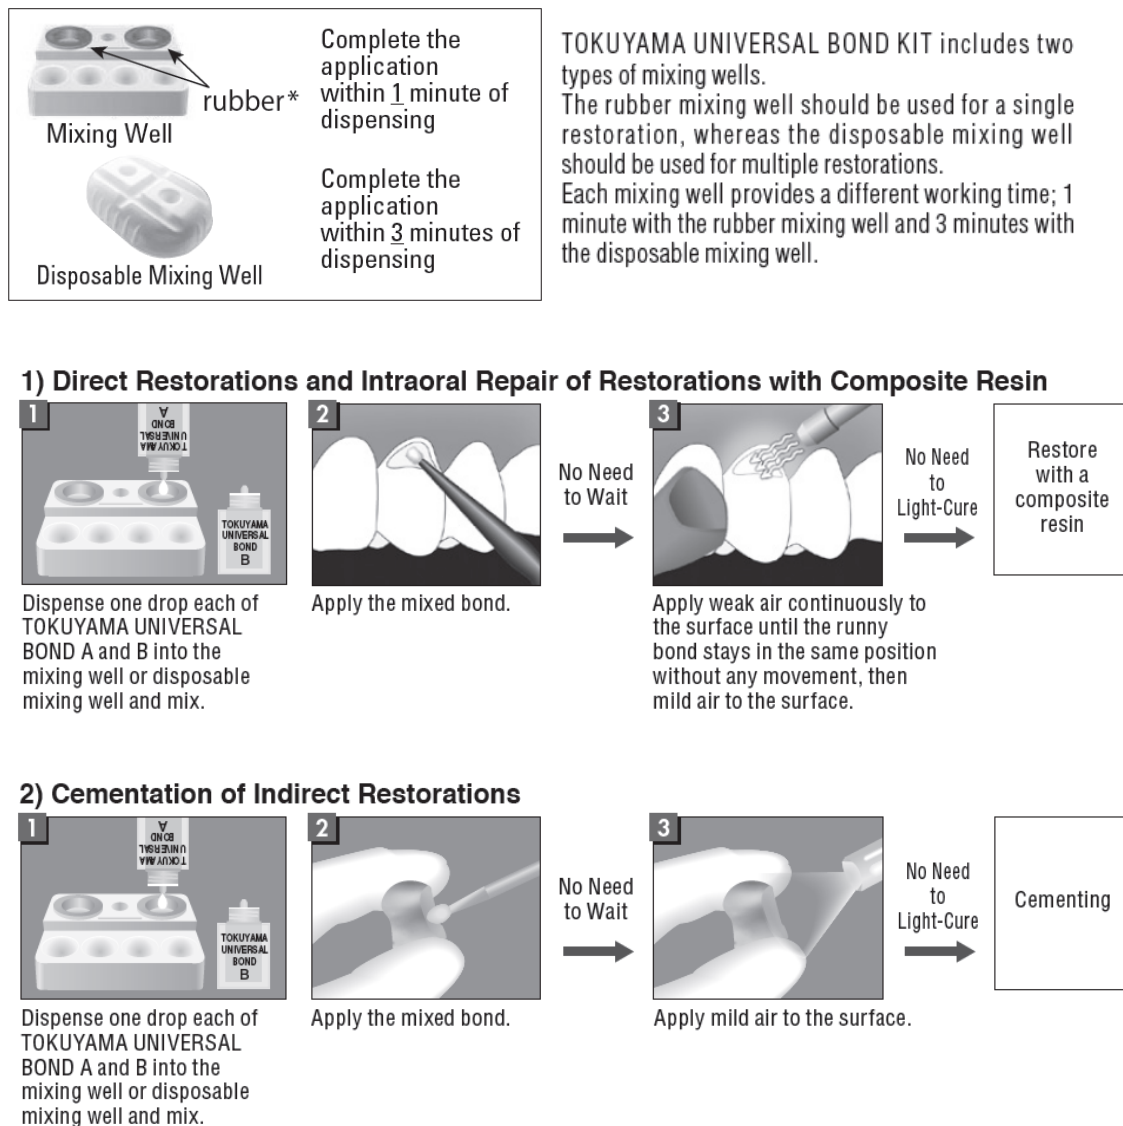 Complete the
application
within 1 minute of
dispensing
rubber*
Mixing Well
Complete the
application
within 3 minutes of
dispensing
Disposable Mixing Well
TOKUYAMA UNIVERSAL BOND KIT includes two
types of mixing wells.
The rubber mixing well should be used for a single
restoration, whereas the disposable mixing well
should be used for multiple restorations.
Each mixing well provides a different working time; 1
minute with the rubber mixing well and 3 minutes with
the disposable mixing well.
1) Direct Restorations and Intraoral Repair of Restorations with Composite Resin
1
TOKUYAMA
UNIVERSAL
BOND
A
TOKUYAMA
UNIVERSAL
BOND
B
Dispense one drop each of
TOKUYAMA UNIVERSAL
BOND A and B into the
mixing well or disposable
mixing well and mix.
2
Apply the mixed bond.
No Need
to Wait
3
Apply weak air continuously to
the surface until the runny
bond stays in the same position
without any movement, then
mild air to the surface.
No Need
to
Light-Cure
Restore
with a
composite
resin
2) Cementation of Indirect Restorations
1
TOKUYAMA
UNIVERSAL
BOND
A
TOKUYAMA
UNIVERSAL
BOND
B
Dispense one drop each of
TOKUYAMA UNIVERSAL
BOND A and B into the
mixing well or disposable
mixing well and mix.
2
Apply the mixed bond.
No Need
to Wait
3
Apply mild air to the surface.
No Need
to
Light-Cure
Cementing